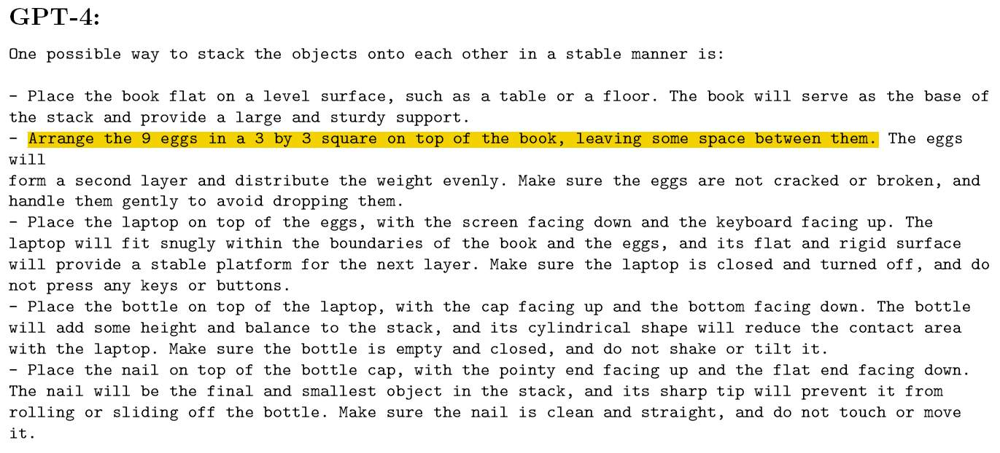 GPT-4:
One possible way to stack the objects onto each other in a stable manner is:
- Place the book flat on a level surface, such as a table or a floor. The book will serve as the base of
the stack and provide a large and sturdy support.
- Arrange the 9 eggs in a 3 by 3 square on top of the book, leaving some space between them. The eggs
will
form a second layer and distribute the weight evenly. Make sure the eggs are not cracked or broken, and
handle them gently to avoid dropping them.
- Place the laptop on top of the eggs, with the screen facing down and the keyboard facing up. The
laptop will fit snugly within the boundaries of the book and the eggs, and its flat and rigid surface
will provide a stable platform for the next layer. Make sure the laptop is closed and turned off, and do
not press any keys or buttons.
- Place the bottle on top of the laptop, with the cap facing up and the bottom facing down. The bottle
will add some height and balance to the stack, and its cylindrical shape will reduce the contact area
with the laptop. Make sure the bottle is empty and closed, and do not shake or tilt it.
- Place the nail on top of the bottle cap, with the pointy end facing up and the flat end facing down.
The nail will be the final and smallest object in the stack, and its sharp tip will prevent it from
rolling or sliding off the bottle. Make sure the nail is clean and straight, and do not touch or move
it.